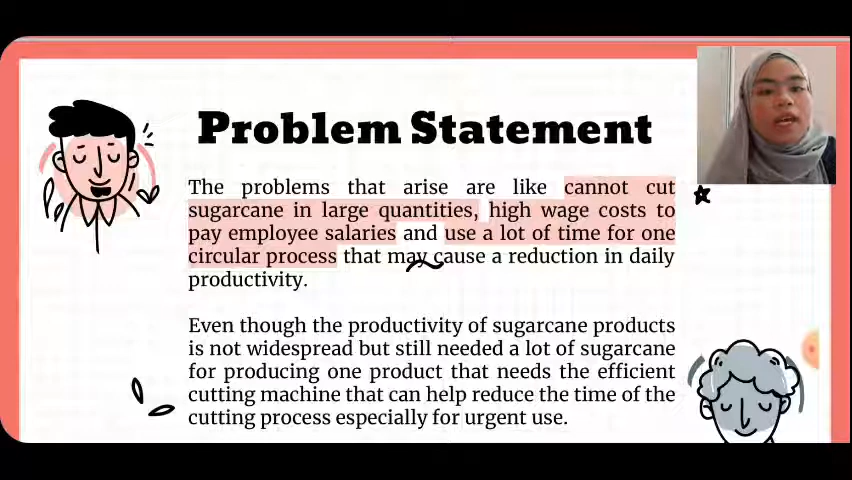 Problem Statement
The problems that arise are like cannot cut
sugarcane in large quantities, high wage costs to
pay employee salaries and use a lot of time for one
circular process that may cause a reduction in daily
productivity.
Even though the productivity of sugarcane products
is not widespread but still needed a lot of sugarcane
for producing one product that needs the efficient
cutting machine that can help reduce the time of the
cutting process especially for urgent use.